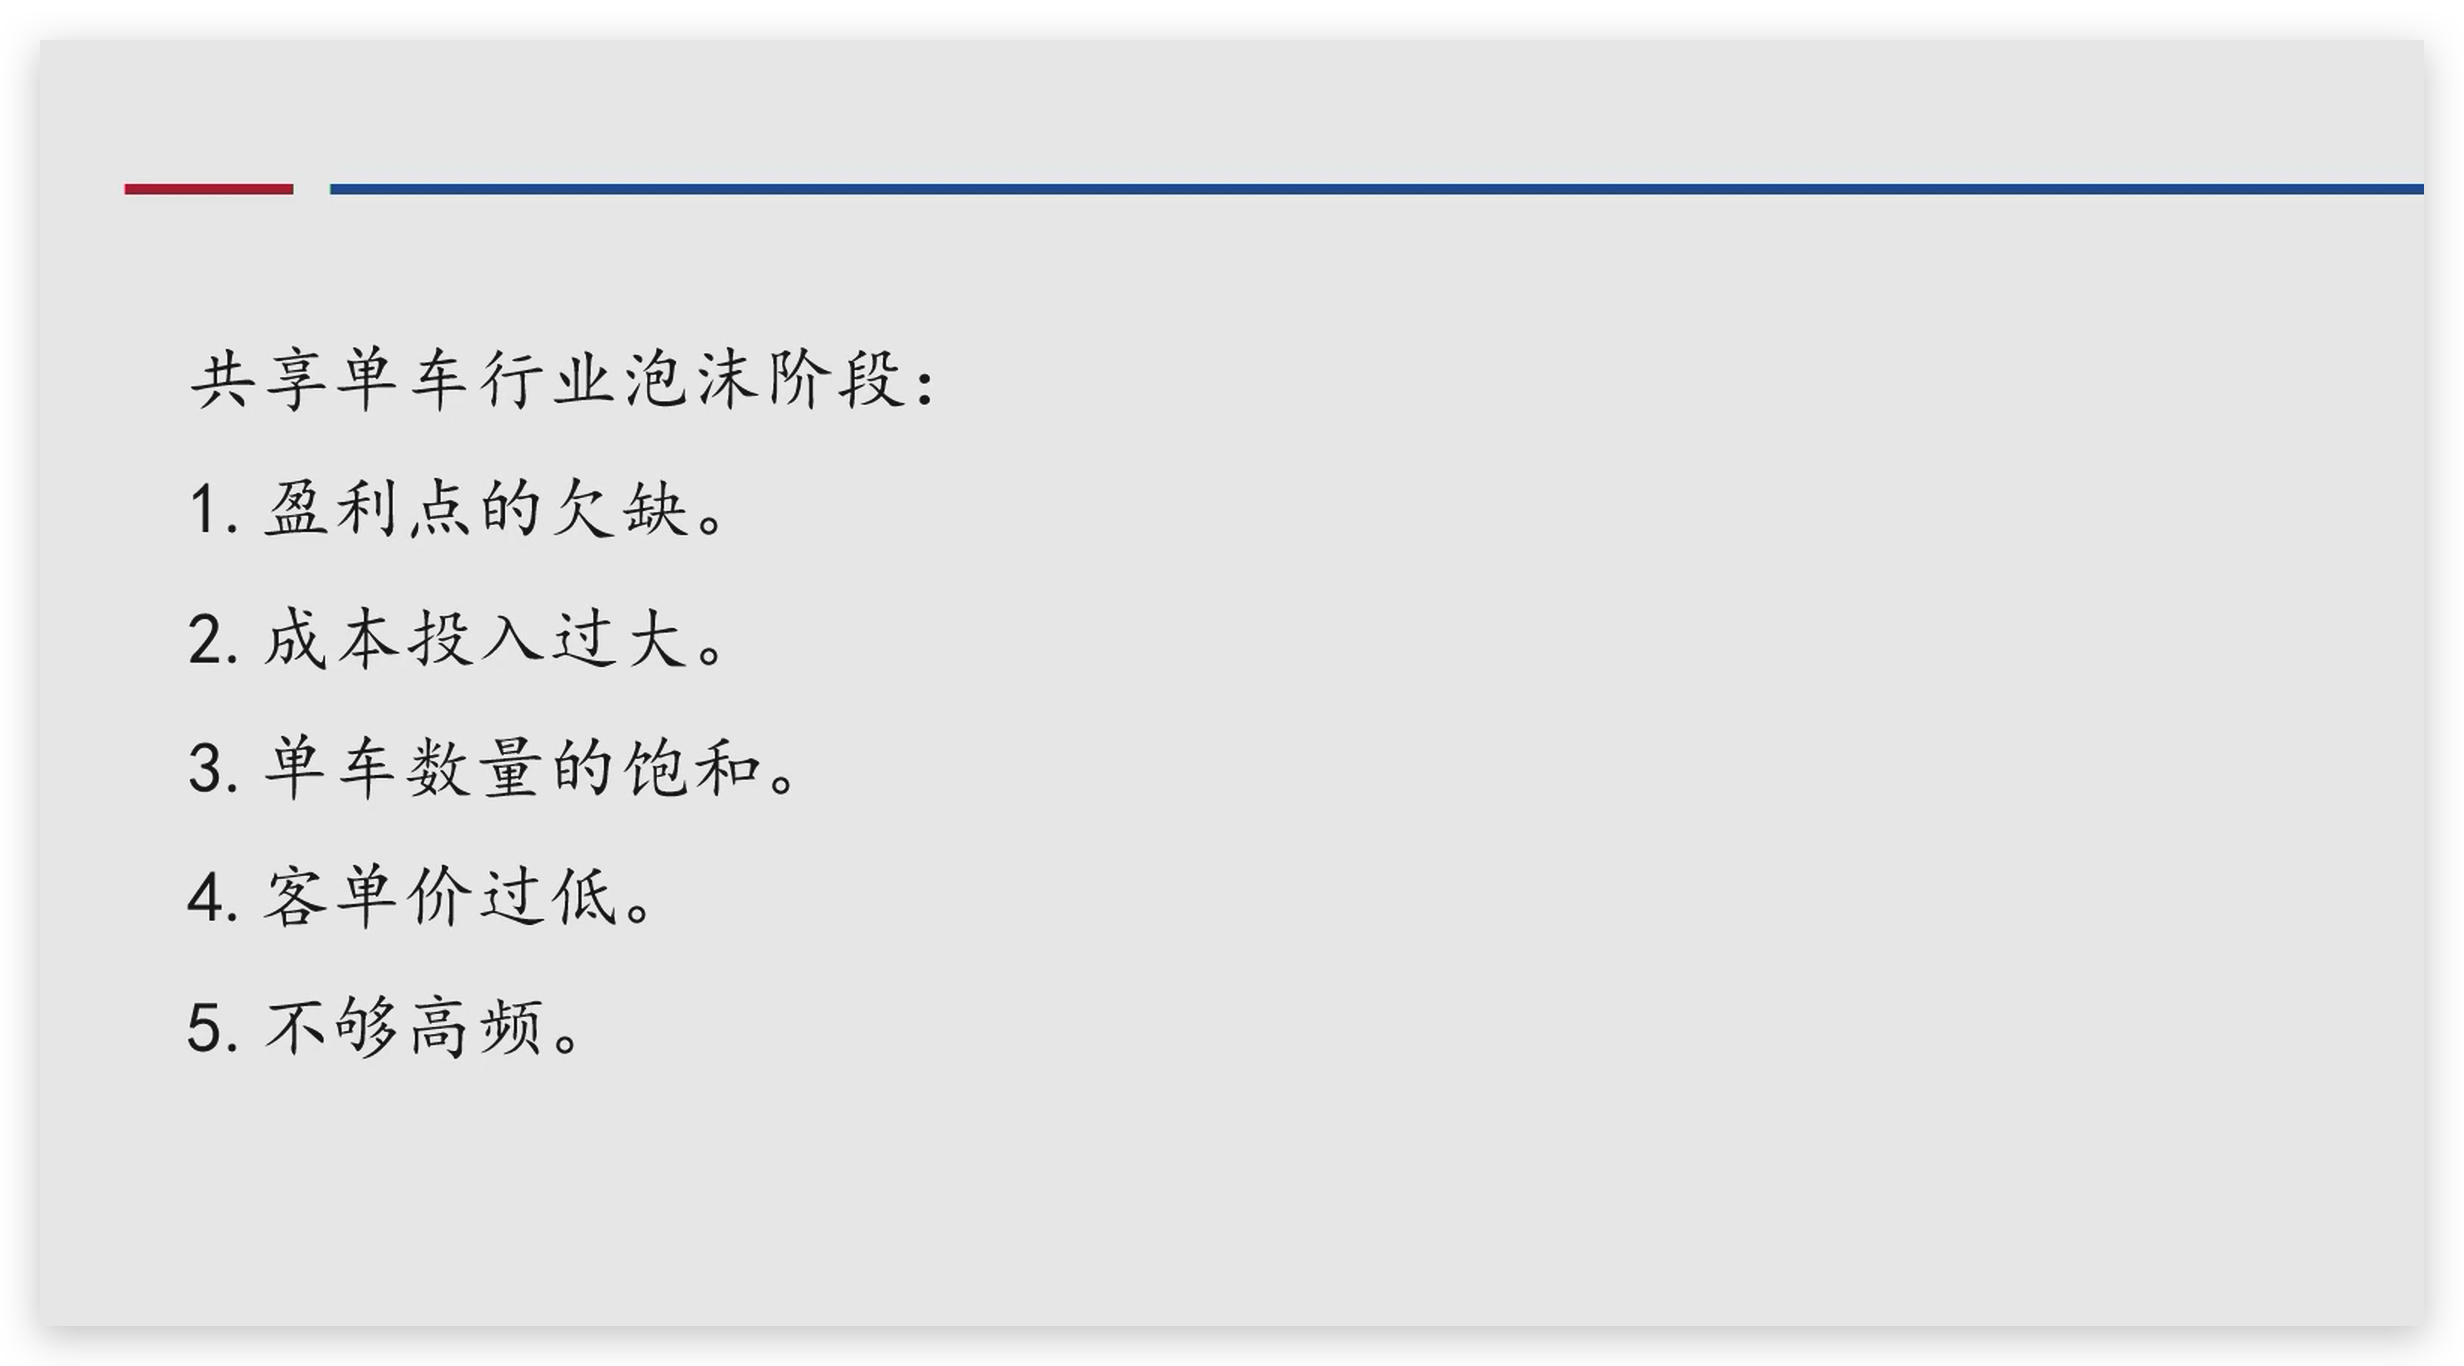 共享单车行业泡沫阶段：
1.盈利点的欠缺。
2.成本投入过大。
3.单车数量的饱和。
4.客单价过低。
5.不够高频。